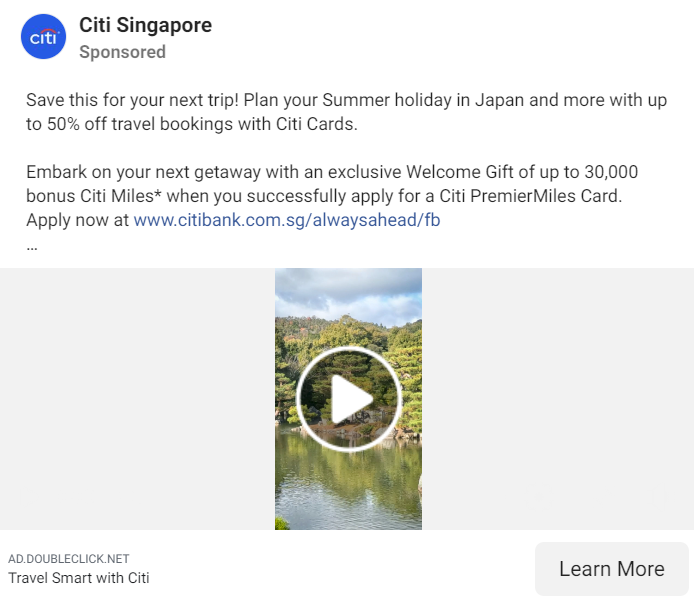 citi
Citi Singapore
Sponsored
Save this for your next trip! Plan your Summer holiday in Japan and more with up
to 50% off travel bookings with Citi Cards.
Embark on your next getaway with an exclusive Welcome Gift of up to 30,000
bonus Citi Miles* when you successfully apply for a Citi PremierMiles Card.
Apply now at www.citibank.com.sg/alwaysahead/fb
...
AD.DOUBLECLICK.NET
Travel Smart with Citi
Learn More